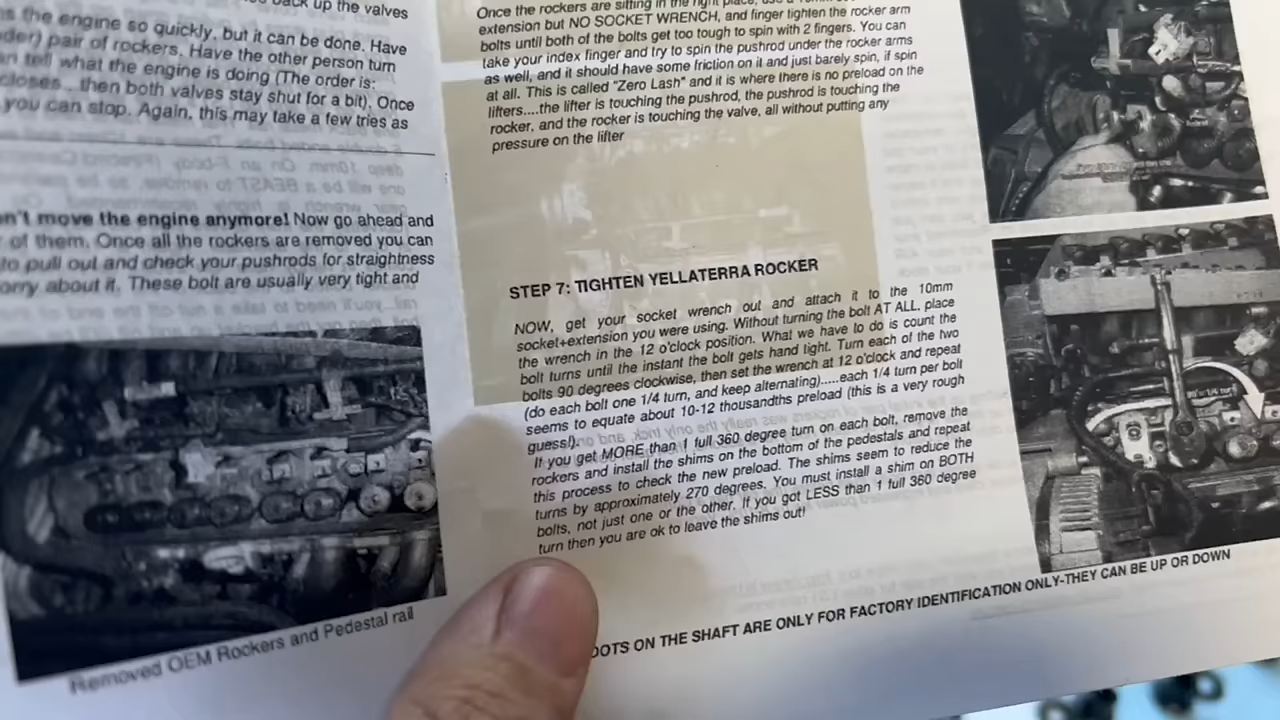 back up the valves
s the engine so quickly, but it can be done. Have
der) pair of rockers. Have the other person turn
n tell what the engine is doing (The order is:
closes... then both valves stay shut for a bit). Once
you can stop. Again, this may take a few tries as
n't move the engine anymore! Now go ahead and
of them. Once all the rockers are removed you can
to pull out and check your pushrods for straightness
orry about it. These bolt are usually very tight and
Removed OEM Rockers and Pedestal rail
Once the rockers are sitting in the right place,
extension but NO SOCKET WRENCH, and finger tighten the rocker arm
bolts until both of the bolts get too tough to spin with 2 fingers. You can
take your index finger and try to spin the pushrod under the rocker arms
as well, and it should have some friction on it and just barely spin, if spin
at all. This is called "Zero Lash" and it is where there is no preload on the
lifters....the lifter is touching the pushrod, the pushrod is touching the
rocker, and the rocker is touching the valve, all without putting any
pressure on the lifter
STEP 7: TIGHTEN YELLATERRA ROCKER
NOW, get your socket wrench out and attach it to the 10mm
socket+extension you were using. Without turning the bolt AT ALL, place
the wrench in the 12 o'clock position. What we have to do is count the
bolt turns until the instant the bolt gets hand tight. Turn each of the two
bolts 90 degrees clockwise, then set the wrench at 12 o'clock and repeat
(do each bolt one 1/4 turn, and keep alternating).....each 1/4 turn per bolt
seems to equate about 10-12 thousandths preload (this is a very rough
guess!).
If you get MORE than 1 full 360 degree turn on each bolt, remove the
rockers and install the shims on the bottom of the pedestals and repeat
this process to check the new preload. The shims seem to reduce the
turns by approximately 270 degrees. You must install a shim on BOTH
bolts, not just one or the other. If you got LESS than 1 full 360 degree
turn then you are ok to leave the shims out!
DOTS ON THE SHAFT ARE ONLY FOR FACTORY IDENTIFICATION ONLY-THEY CAN BE UP OR DOWN